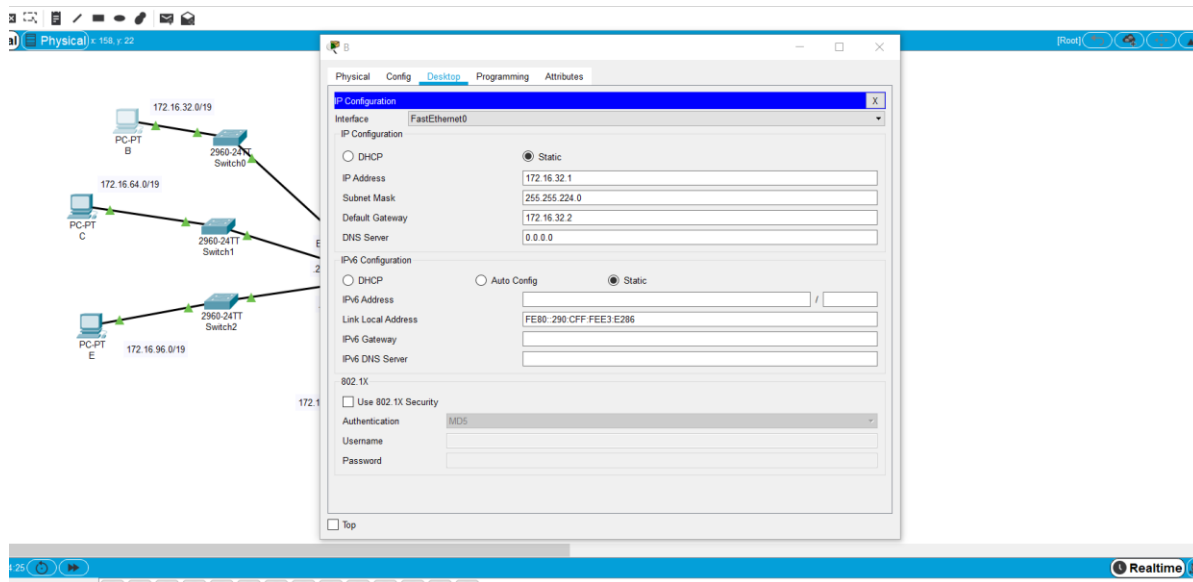 Physical x: 158, y: 22
[Root]
B
Physical Config Desktop Programming Attributes
IP Configuration X
Interface FastEthernet0
IP Configuration
DHCP Static
IP Address 172.16.32.1
Subnet Mask 255.255.224.0
Default Gateway 172.16.32.2
DNS Server 0.0.0.0
IPv6 Configuration
DHCP Auto Config Static
IPv6 Address /
Link Local Address FE80::290:CFF:FEE3:E286
IPv6 Gateway
IPv6 DNS Server
802.1X
Use 802.1X Security
Authentication MD5
Username
Password
Top
172.16.32.0/19
PC-PT
B
2960-24TT
Switch0
172.16.64.0/19
PC-PT
C
2960-24TT
Switch1
2960-24TT
Switch2
PC-PT
E
172.16.96.0/19
172.1
Realtime